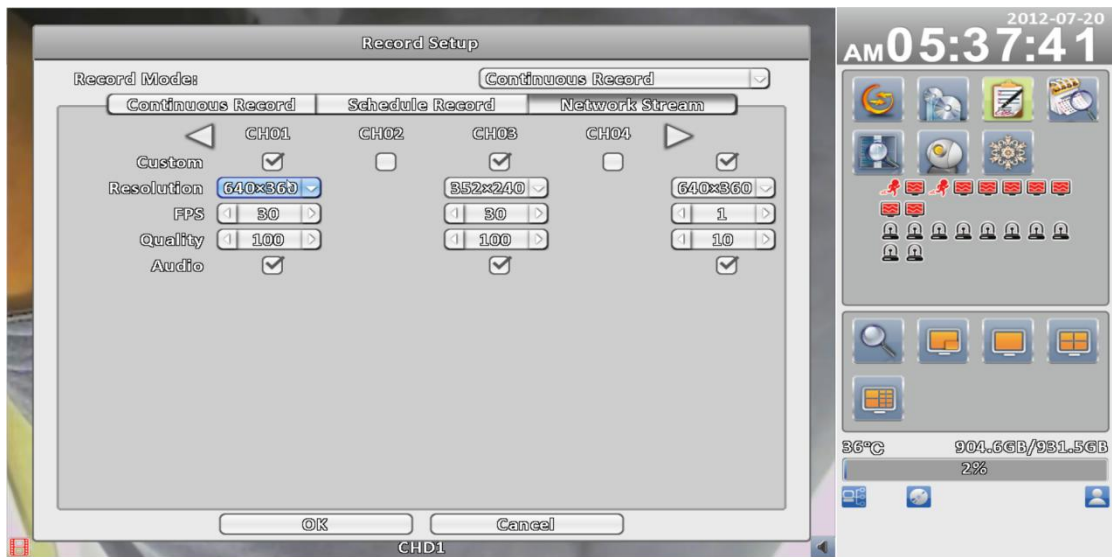 2012-07-20
AM 05:37:41
Record Setup
Record Mode: Continuous Record
Continuous Record Schedule Record Network Stream
CH01 CH02 CH03 CH04
Custom
Resolution 640x360 352x240 640x360
FPS 30 30 1
Quality 100 100 10
Audio
OK Cancel
CHD1
36°C 904.6GB/931.5GB
2%